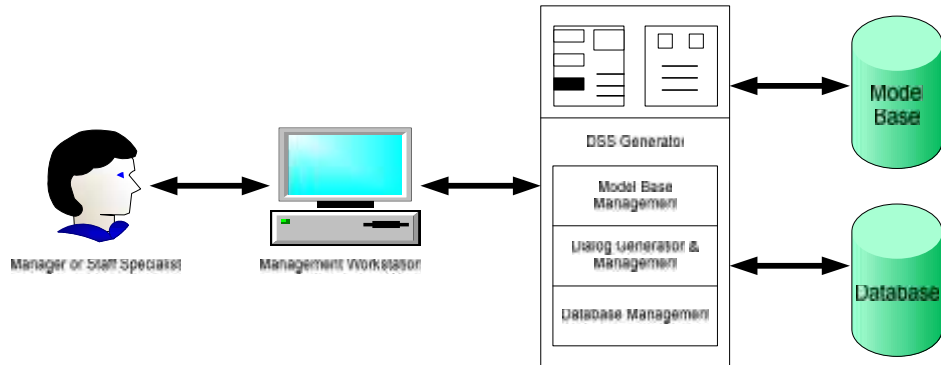 Model
Base
DSS Generator
Model Base
Management
Dialog Generator &
Management
Database Management
Database
Manager or Staff Specialist
Management Workstation